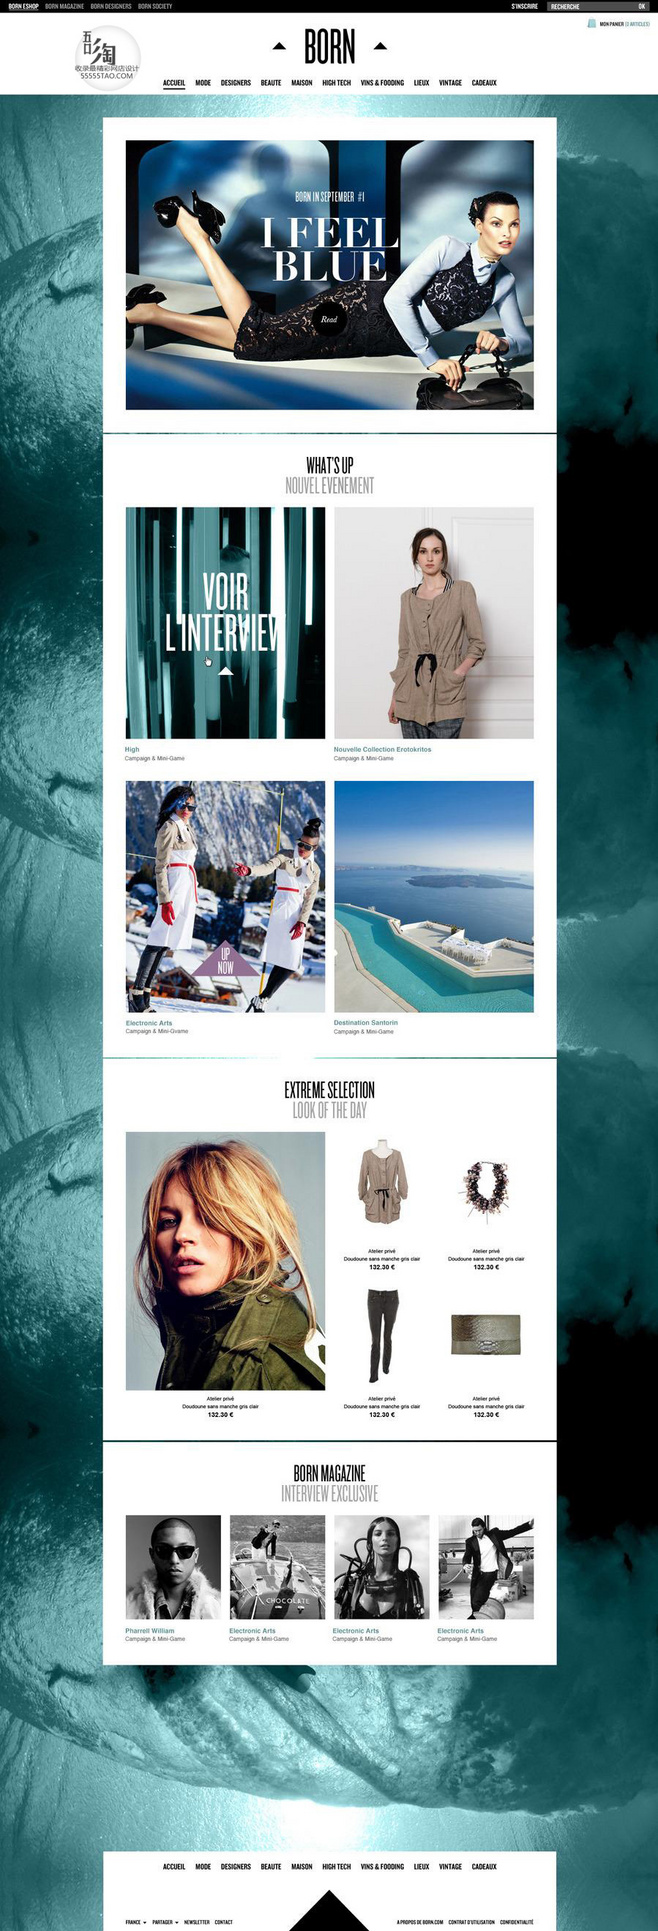 BORN ESHOP BORN MAGAZINE BORN DESIGNERS BORN SOCIETY S'INSCRIRE RECHERCHE OK
MON PANIER (2 ARTICLES)
五口彡淘
收录最精彩网店设计
55555TAO.COM
BORN
ACCUEIL MODE DESIGNERS BEAUTE MAISON HIGH TECH VINS & FOODING LIEUX VINTAGE CADEAUX
BORN IN SEPTEMBER #1
I FEEL
BLUE
Read
WHAT'S UP
NOUVEL EVENEMENT
VOIR
L'INTERVIEW
High
Campaign & Mini-Game
Nouvelle Collection Erotokritos
Campaign & Mini-Game
UP
NOW
Electronic Arts
Campaign & Mini-Gvame
Destination Santorin
Campaign & Mini-Game
EXTREME SELECTION
LOOK OF THE DAY
Atelier privé
Doudoune sans manche gris clair
132.30 €
Atelier privé
Doudoune sans manche gris clair
132.30 €
Atelier privé
Doudoune sans manche gris clair
132.30 €
Atelier privé
Doudoune sans manche gris clair
132.30 €
Atelier privé
Doudoune sans manche gris clair
132.30 €
BORN MAGAZINE
INTERVIEW EXCLUSIVE
CHOCOLATE
Pharrell William
Campaign & Mini-Game
Electronic Arts
Campaign & Mini-Game
Electronic Arts
Campaign & Mini-Game
Electronic Arts
Campaign & Mini-Game
ACCUEIL MODE DESIGNERS BEAUTE MAISON HIGH TECH VINS & FOODING LIEUX VINTAGE CADEAUX
FRANCE PARTAGER NEWSLETTER CONTACT A PROPOS DE BORN.COM CONTRAT D'UTILISATION CONFIDENTIALITÉ